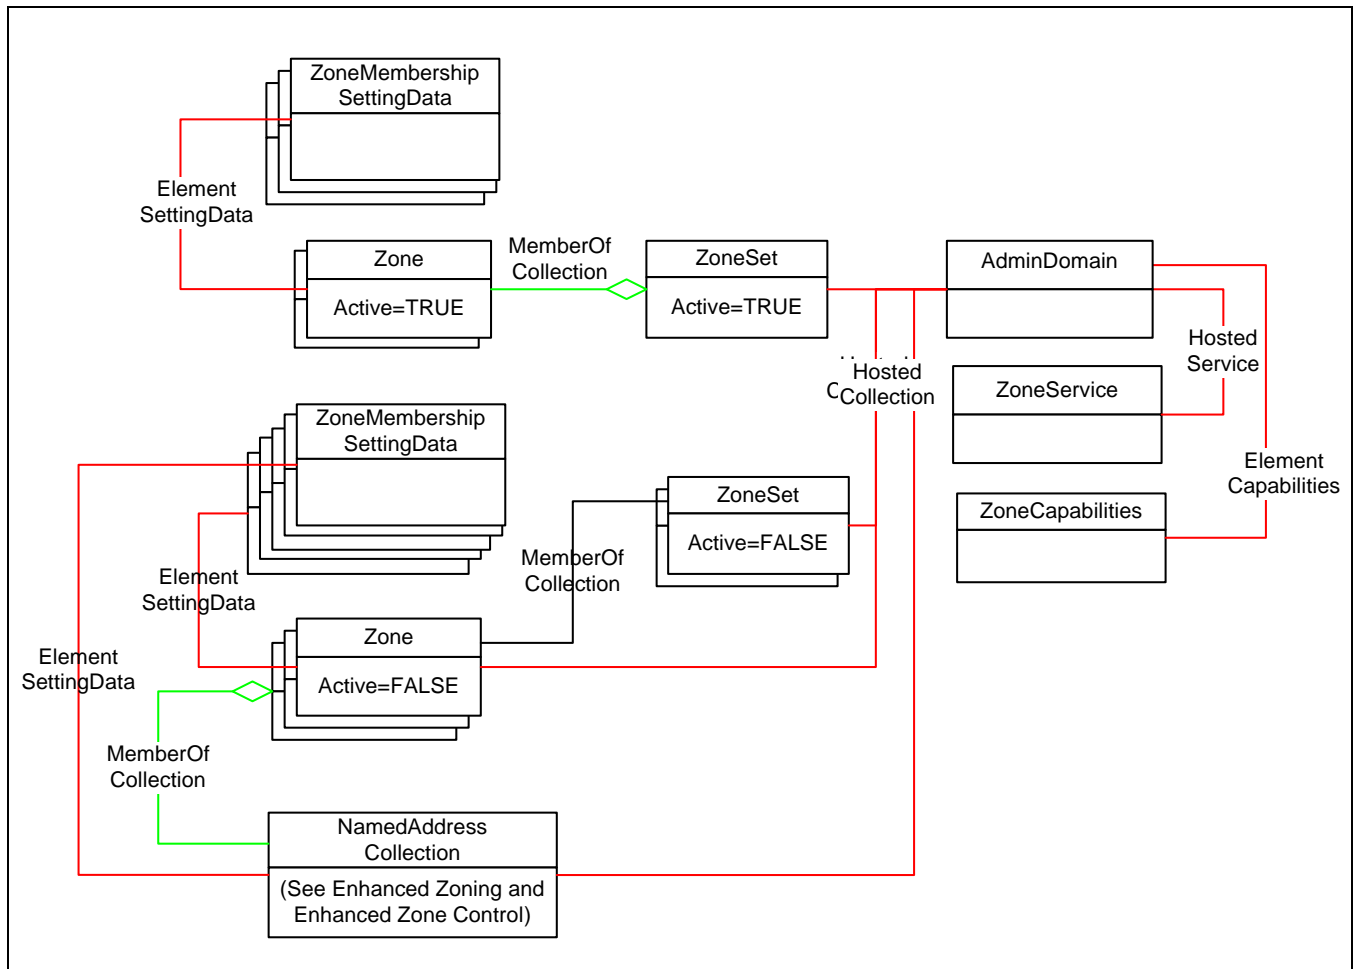 ZoneMembership
SettingData
Element
SettingData
Zone
Active=TRUE
MemberOf
Collection
ZoneSet
Active=TRUE
AdminDomain
Hosted
Service
Hosted
Collection
ZoneService
ZoneMembership
SettingData
Element
Capabilities
ZoneSet
Active=FALSE
ZoneCapabilities
MemberOf
Collection
Element
SettingData
Zone
Active=FALSE
Element
SettingData
MemberOf
Collection
NamedAddress
Collection
(See Enhanced Zoning and
Enhanced Zone Control)